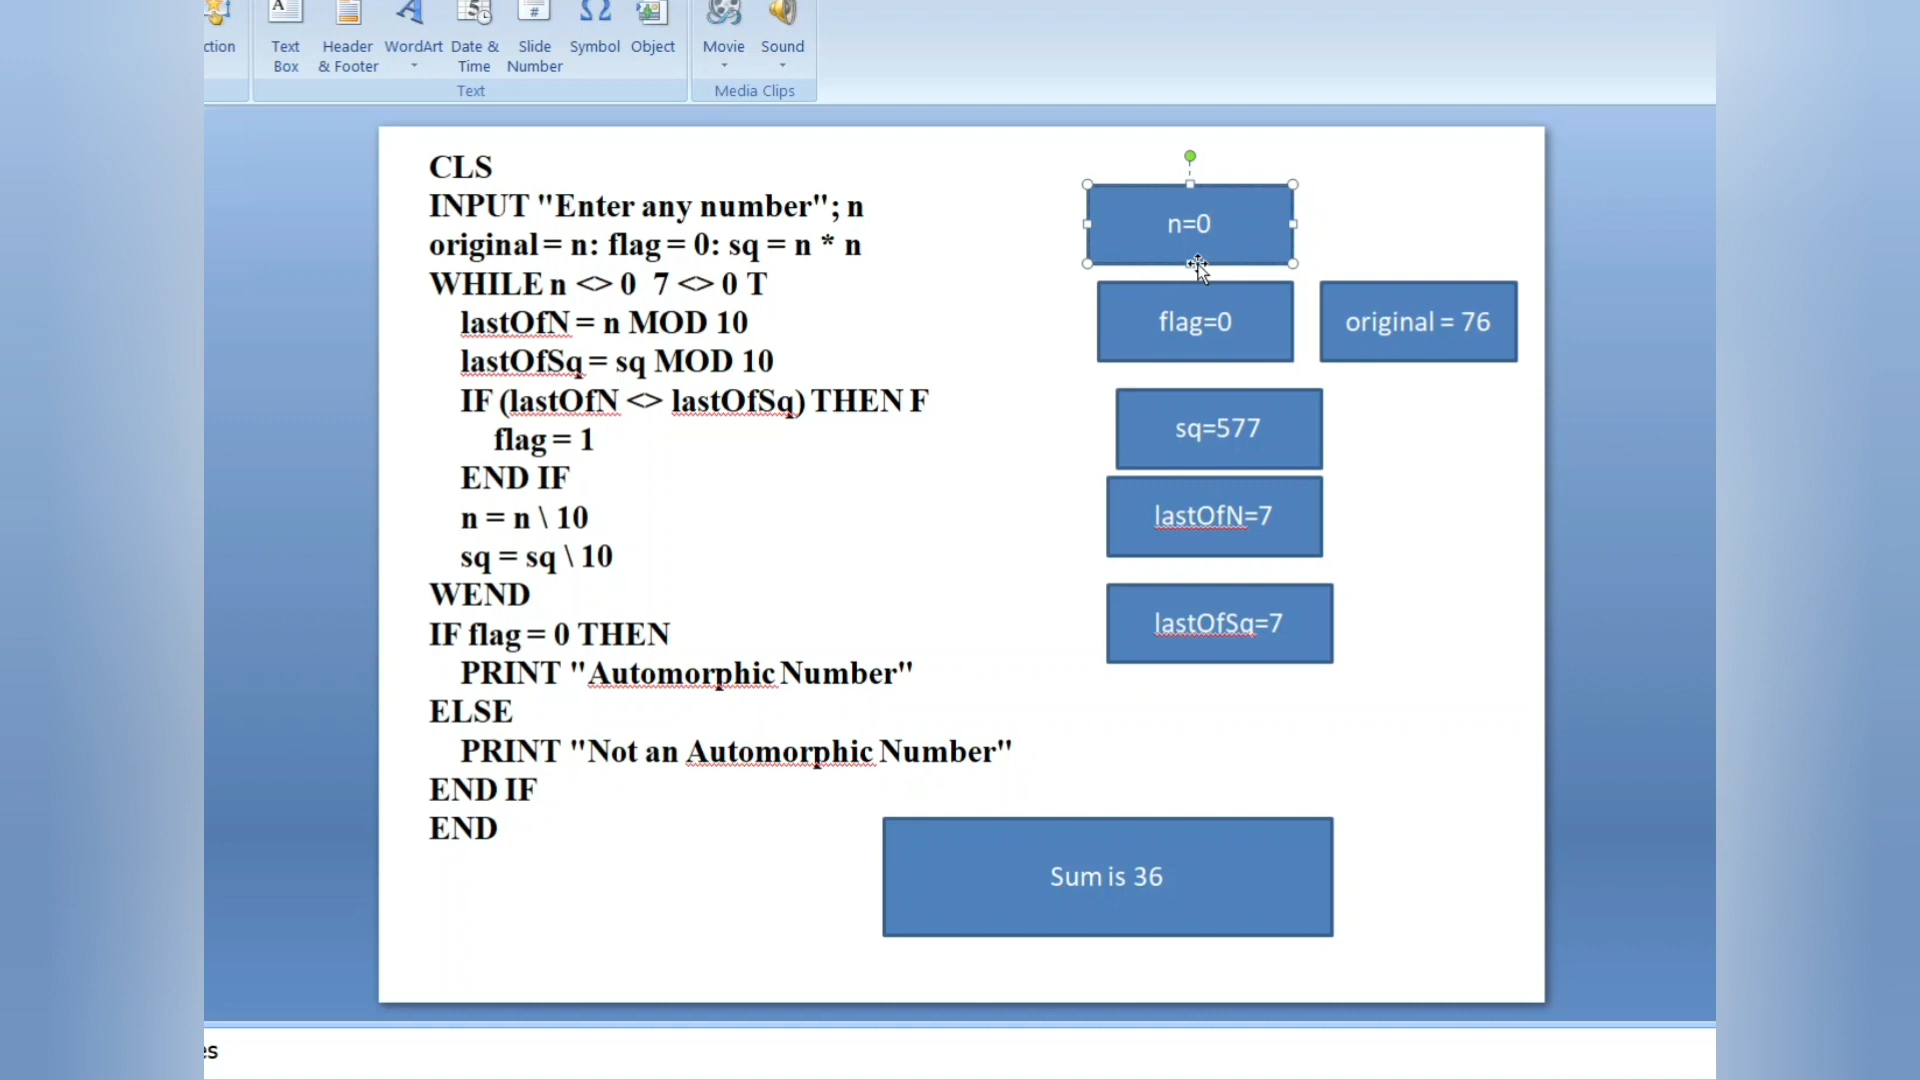 ction
Text Box
Header & Footer
WordArt
Date & Time
Slide Number
Symbol
Object
Movie
Sound
Text
Media Clips
CLS
INPUT "Enter any number"; n
original = n: flag = 0: sq = n * n
WHILE n <> 0  7 <> 0 T
lastOfN = n MOD 10
lastOfSq = sq MOD 10
IF (lastOfN <> lastOfSq) THEN F
flag = 1
END IF
n = n \ 10
sq = sq \ 10
WEND
IF flag = 0 THEN
PRINT "Automorphic Number"
ELSE
PRINT "Not an Automorphic Number"
END IF
END
n=0
flag=0
original = 76
sq=577
lastOfN=7
lastOfSq=7
Sum is 36
es